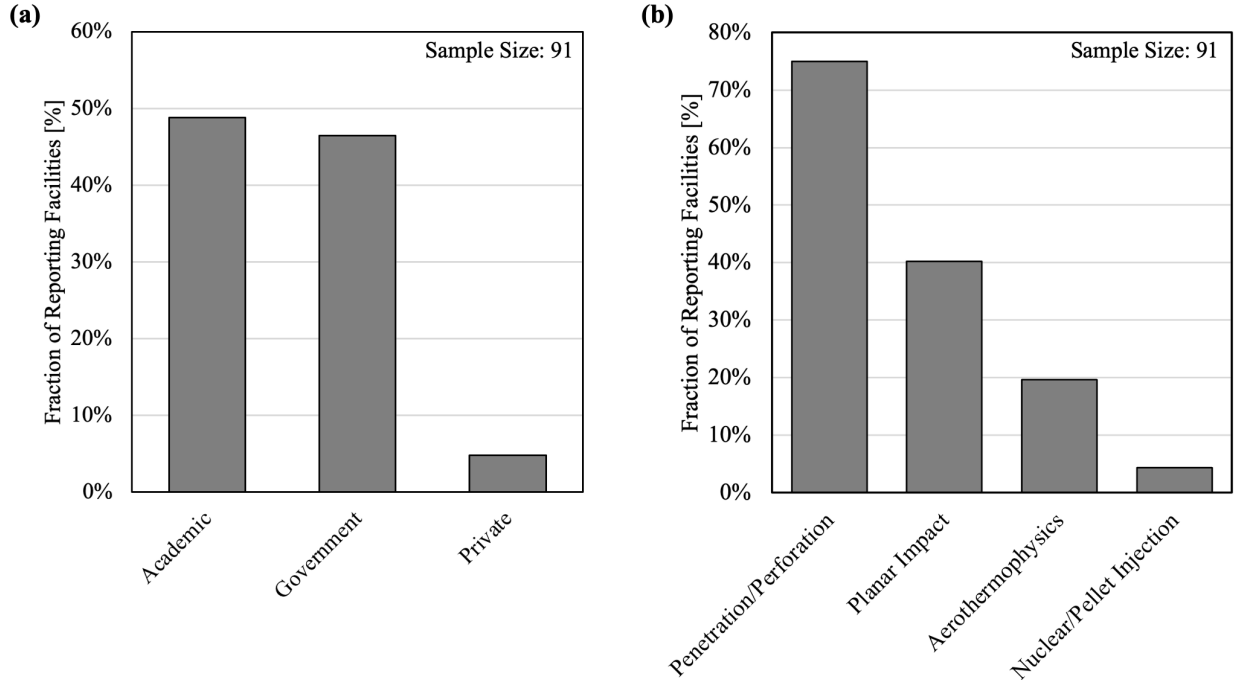 (a)
Sample Size: 91
Fraction of Reporting Facilities [%]
60%
50%
40%
30%
20%
10%
0%
Academic
Government
Private
(b)
Sample Size: 91
Fraction of Reporting Facilities [%]
80%
70%
60%
50%
40%
30%
20%
10%
0%
Penetration/Perforation
Planar Impact
Aerothermophysics
Nuclear/Pellet Injection